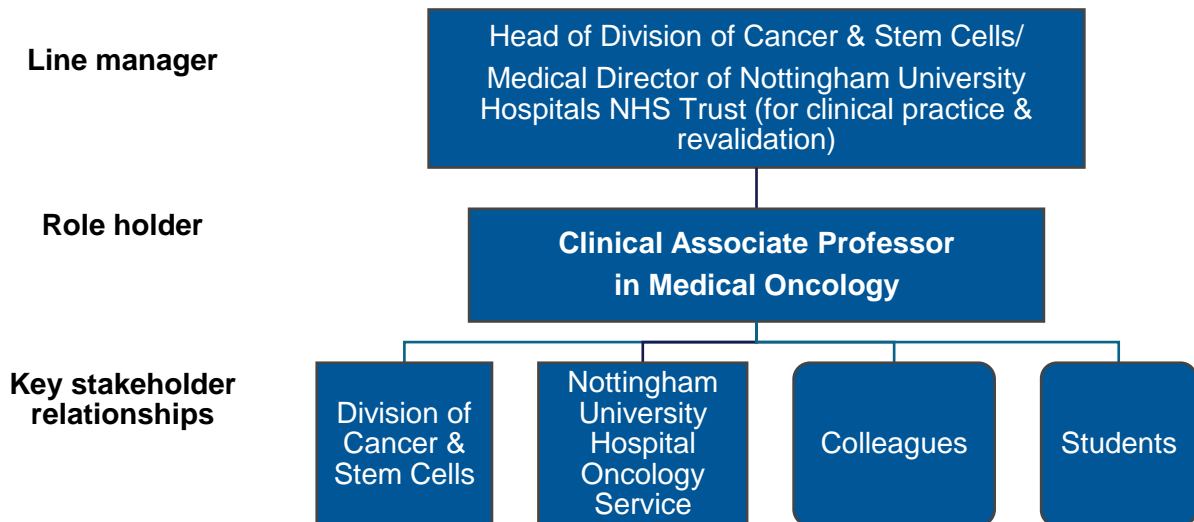 Line manager
Head of Division of Cancer & Stem Cells/
Medical Director of Nottingham University
Hospitals NHS Trust (for clinical practice &
revalidation)
Role holder
Clinical Associate Professor
in Medical Oncology
Key stakeholder
relationships
Division of
Cancer &
Stem Cells
Nottingham
University
Hospital
Oncology
Service
Colleagues
Students